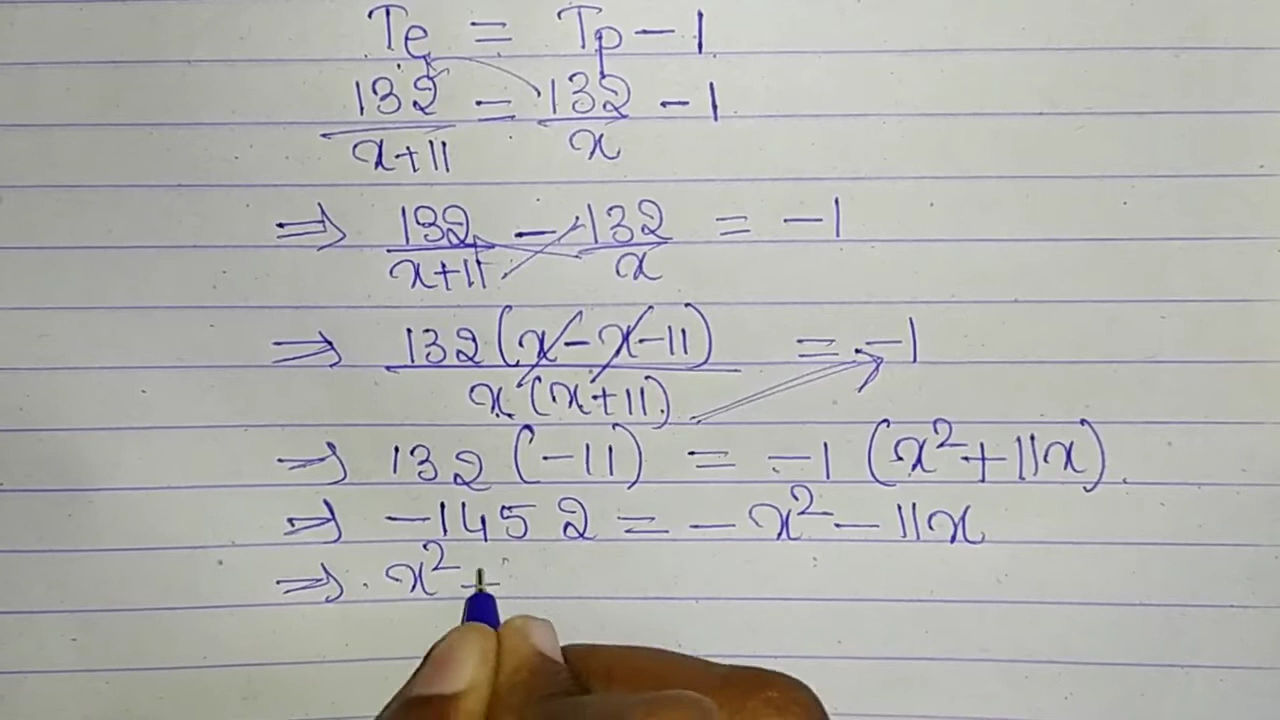 Te = Tp - 1
132/x+11 = 132/x - 1
⇒ 132/x+11 - 132/x = -1
⇒ 132(x - x - 11)/x(x+11) = -1
⇒ 132(-11) = -1(x²+11x)
⇒ -1452 = -x² - 11x
⇒ x² +